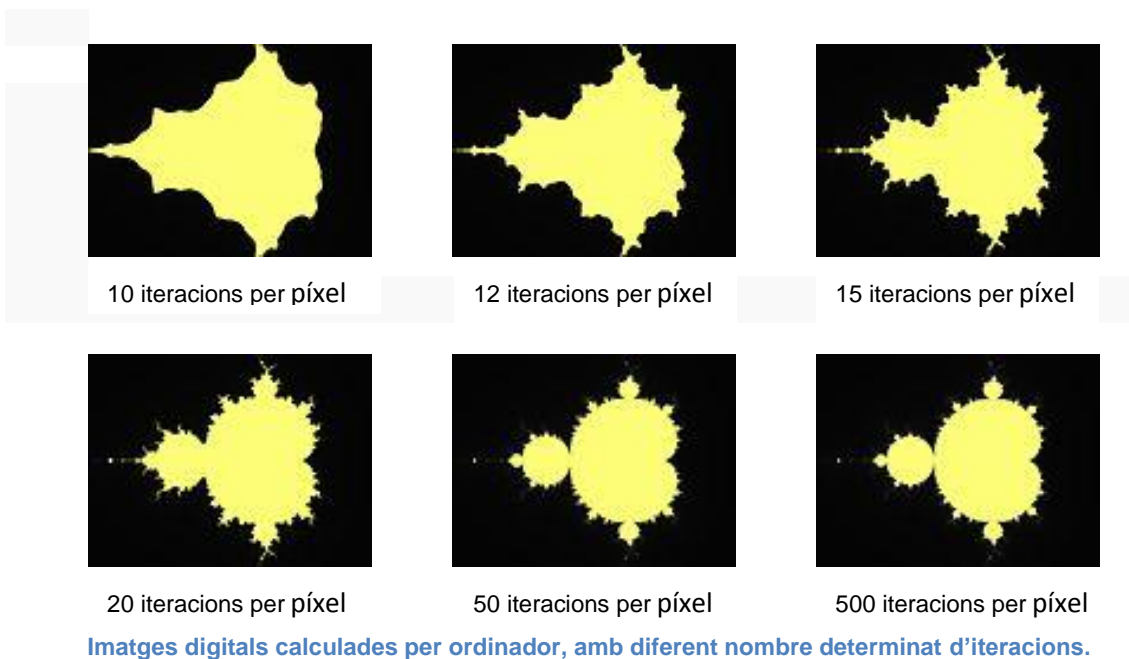 10 iteracions per píxel
12 iteracions per píxel
15 iteracions per píxel
20 iteracions per píxel
50 iteracions per píxel
500 iteracions per píxel
Imatges digitals calculades per ordinador, amb diferent nombre determinat d’iteracions.